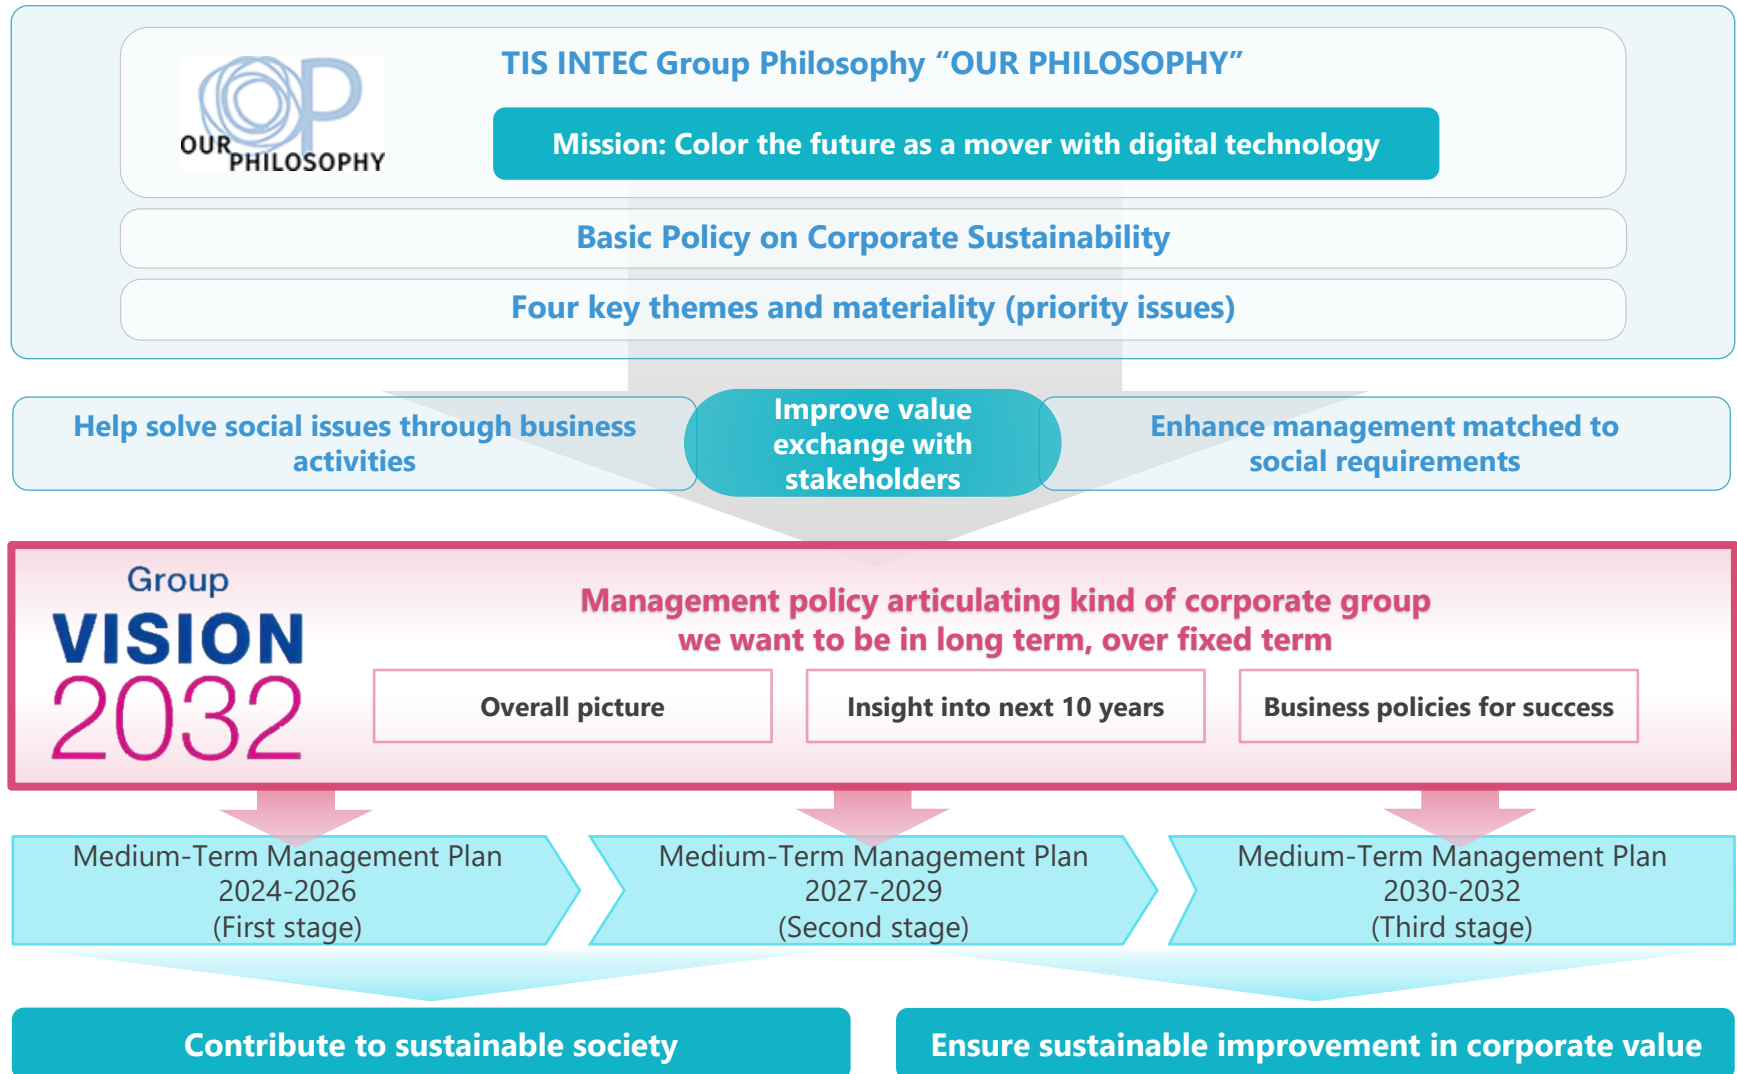 OP
OUR
PHILOSOPHY
TIS INTEC Group Philosophy “OUR PHILOSOPHY”
Mission: Color the future as a mover with digital technology
Basic Policy on Corporate Sustainability
Four key themes and materiality (priority issues)
Help solve social issues through business
activities
Improve value
exchange with
stakeholders
Enhance management matched to
social requirements
Group
VISION
2032
Management policy articulating kind of corporate group
we want to be in long term, over fixed term
Overall picture
Insight into next 10 years
Business policies for success
Medium-Term Management Plan
2024-2026
(First stage)
Medium-Term Management Plan
2027-2029
(Second stage)
Medium-Term Management Plan
2030-2032
(Third stage)
Contribute to sustainable society
Ensure sustainable improvement in corporate value